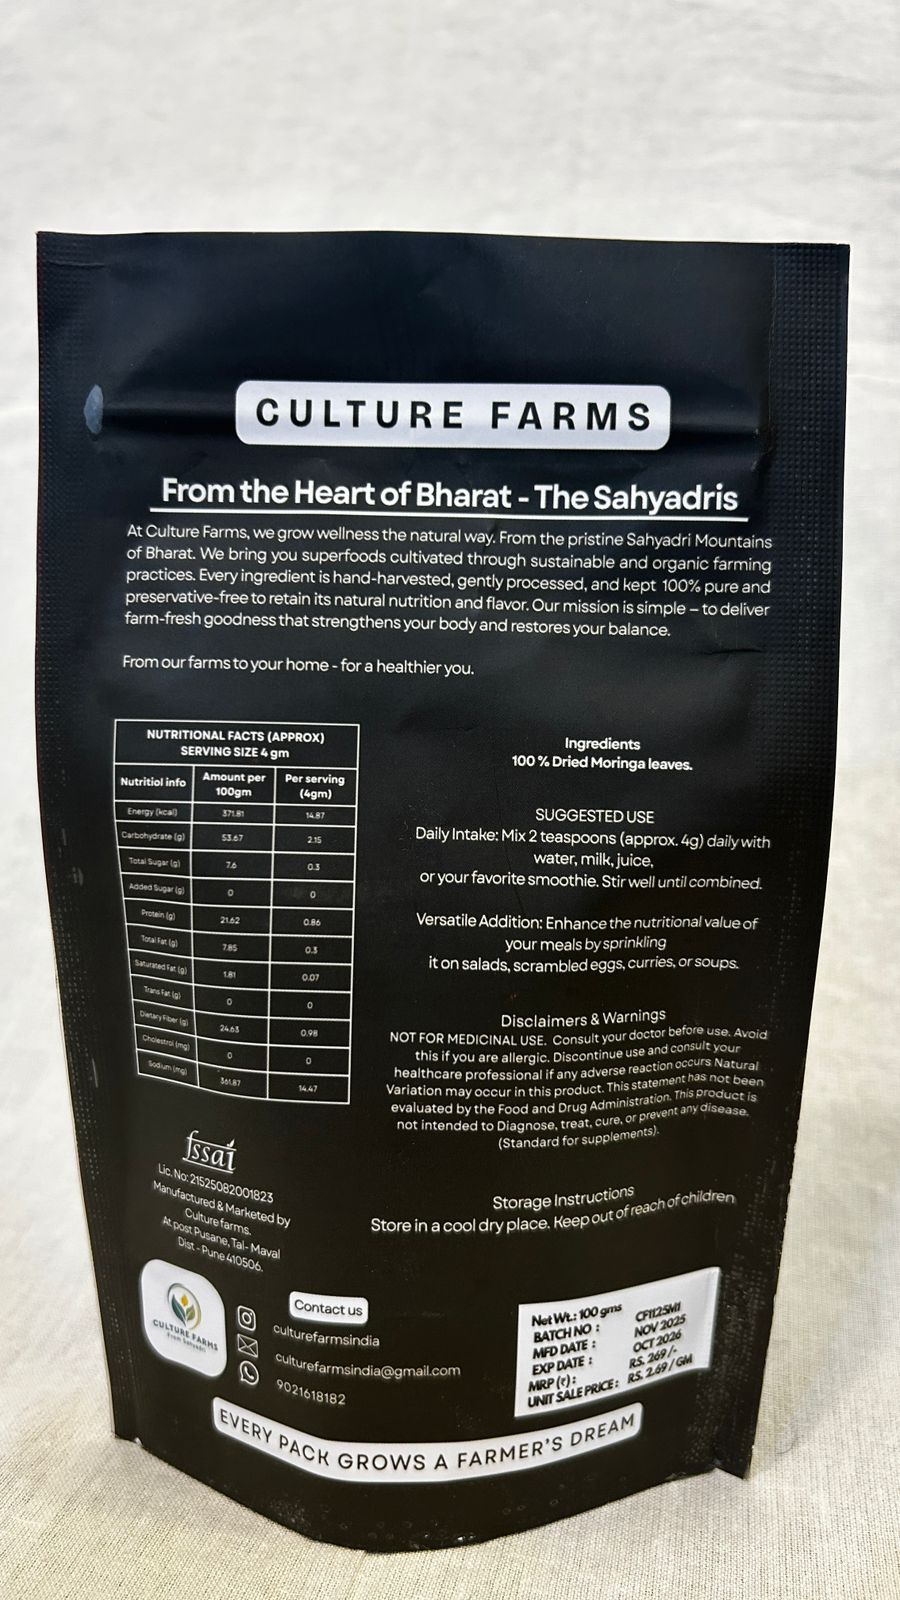 CULTURE FARMS
From the Heart of Bharat - The Sahyadris
At Culture Farms, we grow wellness the natural way. From the pristine Sahyadri Mountains
of Bharat. We bring you superfoods cultivated through sustainable and organic farming
practices. Every ingredient is hand-harvested, gently processed, and kept 100% pure and
preservative-free to retain its natural nutrition and flavor. Our mission is simple – to deliver
farm-fresh goodness that strengthens your body and restores your balance.
From our farms to your home - for a healthier you.
NUTRITIONAL FACTS (APPROX)
SERVING SIZE 4 gm
Nutritiol info Amount per 100gm Per serving (4gm)
Energy (kcal) 371.81 14.87
Carbohydrate (g) 53.67 2.15
Total Sugar (g) 7.6 0.3
Added Sugar (g) 0 0
Protein (g) 21.62 0.86
Total Fat (g) 7.85 0.3
Saturated Fat (g) 1.81 0.07
Trans Fat (g) 0 0
Dietary Fiber (g) 24.63 0.98
Cholestrol (mg) 0 0
Sodium (mg) 361.87 14.47
Ingredients
100 % Dried Moringa leaves.
SUGGESTED USE
Daily Intake: Mix 2 teaspoons (approx. 4g) daily with
water, milk, juice,
or your favorite smoothie. Stir well until combined.
Versatile Addition: Enhance the nutritional value of
your meals by sprinkling
it on salads, scrambled eggs, curries, or soups.
Disclaimers & Warnings
NOT FOR MEDICINAL USE. Consult your doctor before use. Avoid
this if you are allergic. Discontinue use and consult your
healthcare professional if any adverse reaction occurs Natural
Variation may occur in this product. This statement has not been
evaluated by the Food and Drug Administration. This product is
not intended to Diagnose, treat, cure, or prevent any disease.
(Standard for supplements).
Storage Instructions
Store in a cool dry place. Keep out of reach of children
fssai
Lic. No: 21525082001823
Manufactured & Marketed by
Culture farms.
At post Pusane, Tal- Maval
Dist - Pune 410506.
CULTURE FARMS
From Sahyadri
Contact us
culturefarmsindia
culturefarmsindia@gmail.com
9021618182
Net Wt.: 100 gms
BATCH NO : CF1125M1
MFD DATE : NOV 2025
EXP DATE : OCT 2026
MRP (₹) : RS. 269 /-
UNIT SALE PRICE : RS. 2.69 / GM
EVERY PACK GROWS A FARMER'S DREAM